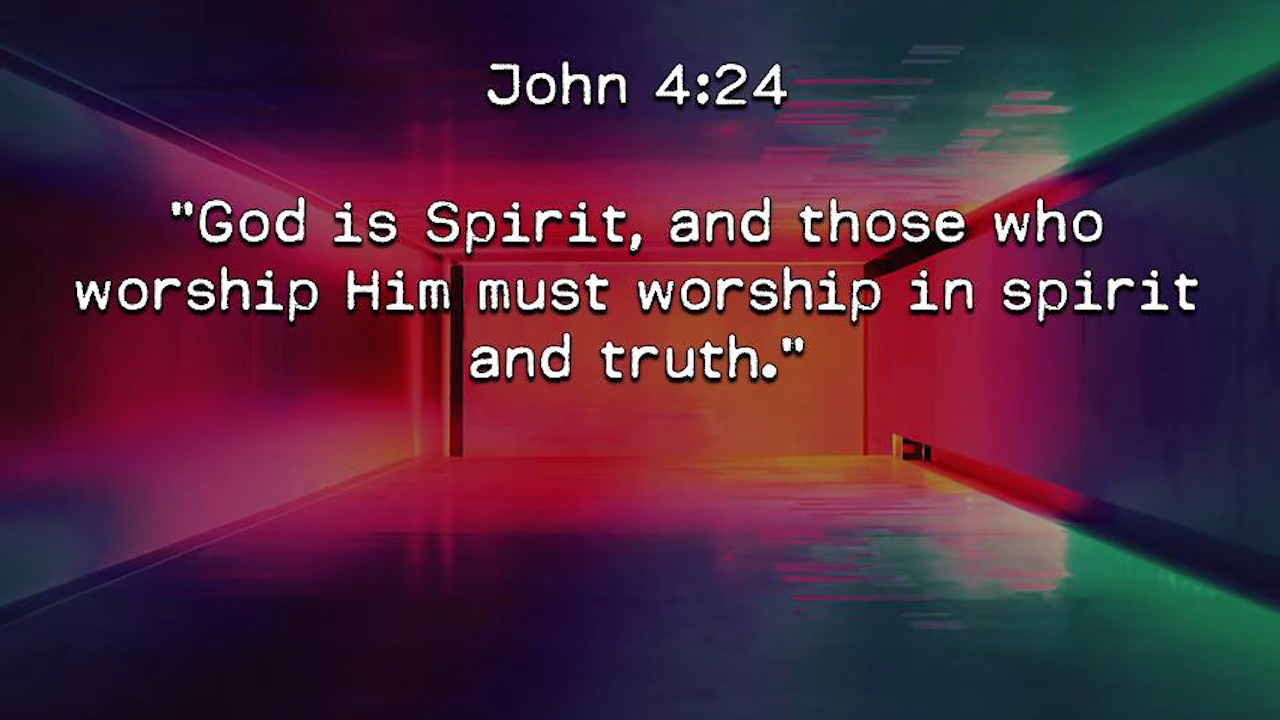 John 4:24
"God is Spirit, and those who
worship Him must worship in spirit
and truth."